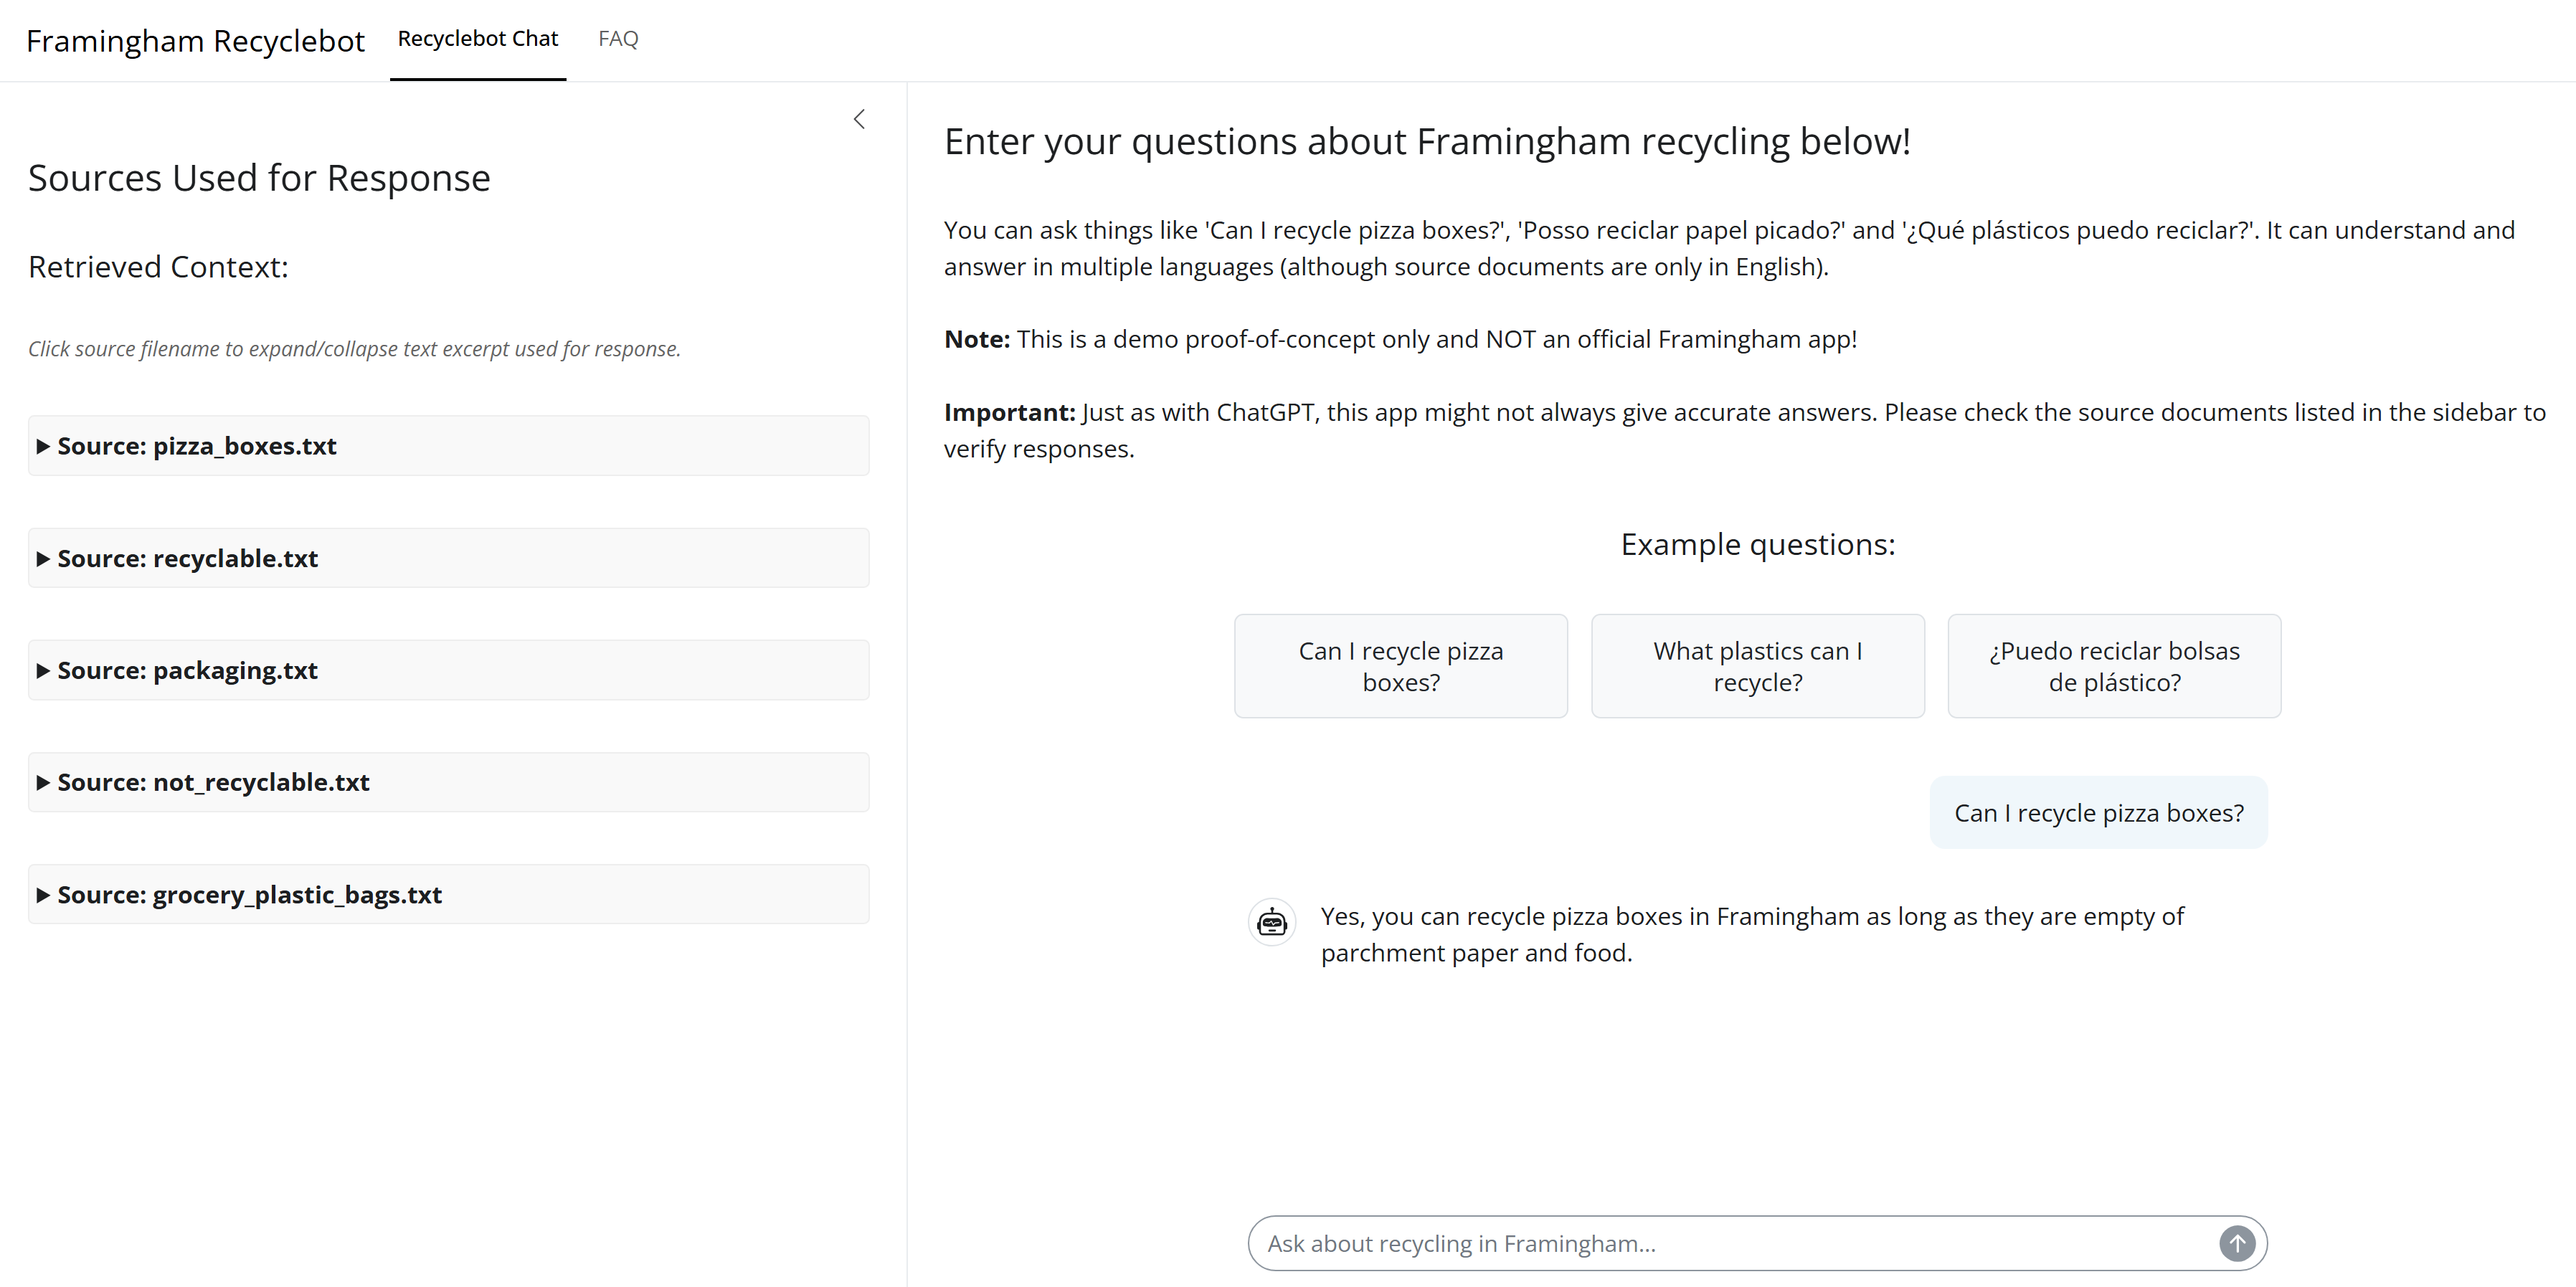 Framingham Recyclebot
Recyclebot Chat
FAQ
Sources Used for Response
Retrieved Context:
Click source filename to expand/collapse text excerpt used for response.
Source: pizza_boxes.txt
Source: recyclable.txt
Source: packaging.txt
Source: not_recyclable.txt
Source: grocery_plastic_bags.txt
Enter your questions about Framingham recycling below!
You can ask things like 'Can I recycle pizza boxes?', 'Posso reciclar papel picado?' and '¿Qué plásticos puedo reciclar?'. It can understand and
answer in multiple languages (although source documents are only in English).
Note: This is a demo proof-of-concept only and NOT an official Framingham app!
Important: Just as with ChatGPT, this app might not always give accurate answers. Please check the source documents listed in the sidebar to
verify responses.
Example questions:
Can I recycle pizza
boxes?
What plastics can I
recycle?
¿Puedo reciclar bolsas
de plástico?
Can I recycle pizza boxes?
Yes, you can recycle pizza boxes in Framingham as long as they are empty of
parchment paper and food.
Ask about recycling in Framingham...